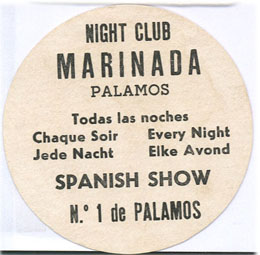 NIGHT CLUB
MARINADA
PALAMOS
Todas las noches
Chaque Soir Every Night
Jede Nacht Elke Avond
SPANISH SHOW
N.º 1 de PALAMOS